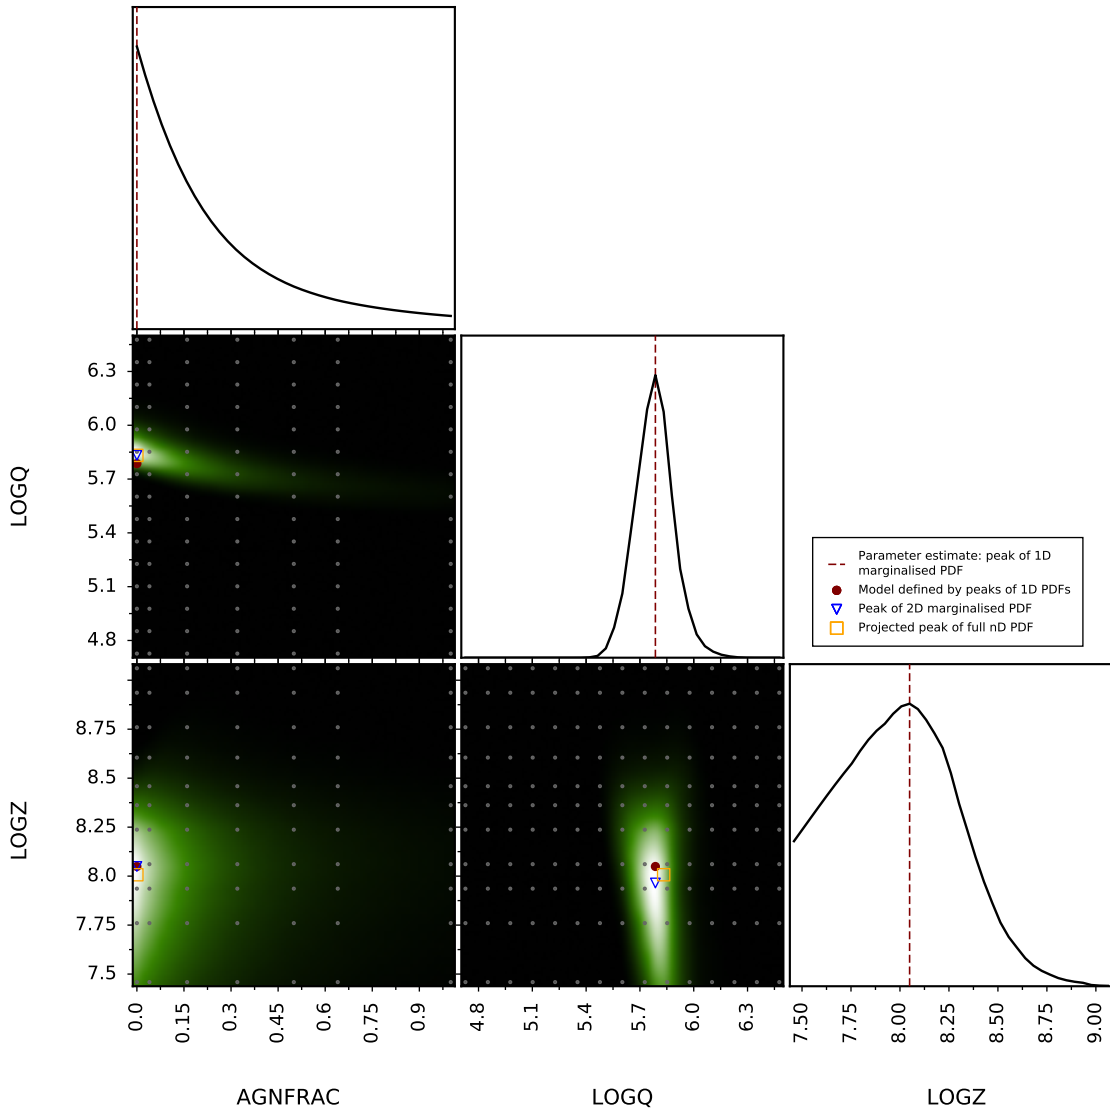 6.3
6.0
5.7
5.4
5.1
4.8
LOGQ
Parameter estimate: peak of 1D
marginalised PDF
Model defined by peaks of 1D PDFs
Peak of 2D marginalised PDF
Projected peak of full nD PDF
8.75
8.5
8.25
8.0
7.75
7.5
LOGZ
0.0 0.15 0.3 0.45 0.6 0.75 0.9
4.8 5.1 5.4 5.7 6.0 6.3
7.50 7.75 8.00 8.25 8.50 8.75 9.00
AGNFRAC
LOGQ
LOGZ